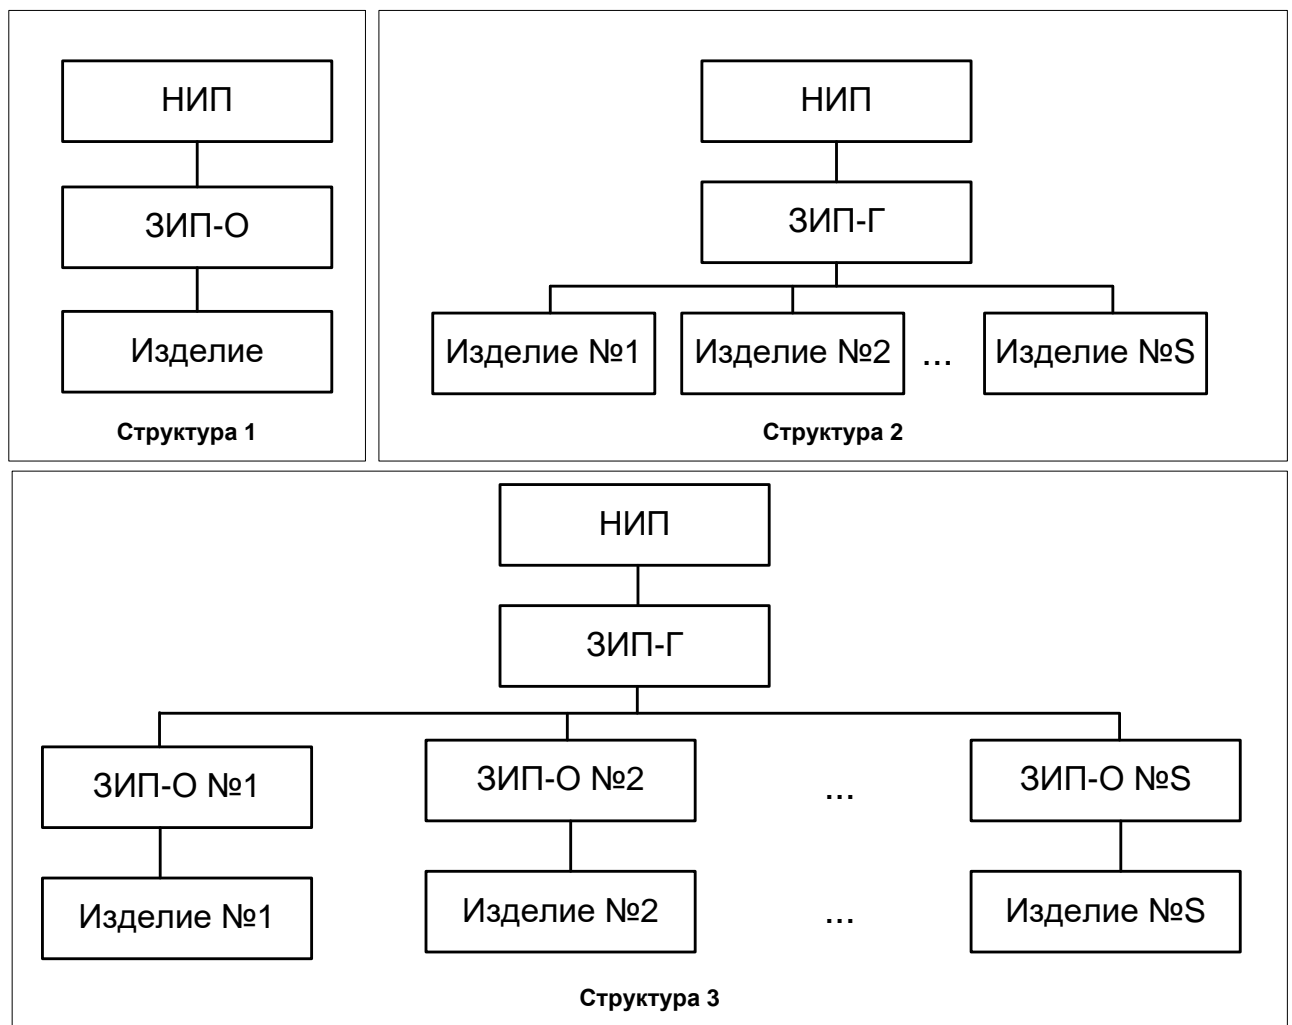 НИП
ЗИП-О
Изделие
Структура 1
НИП
ЗИП-Г
Изделие №1 Изделие №2 ... Изделие №S
Структура 2
НИП
ЗИП-Г
ЗИП-О №1 ЗИП-О №2 ... ЗИП-О №S
Изделие №1 Изделие №2 ... Изделие №S
Структура 3